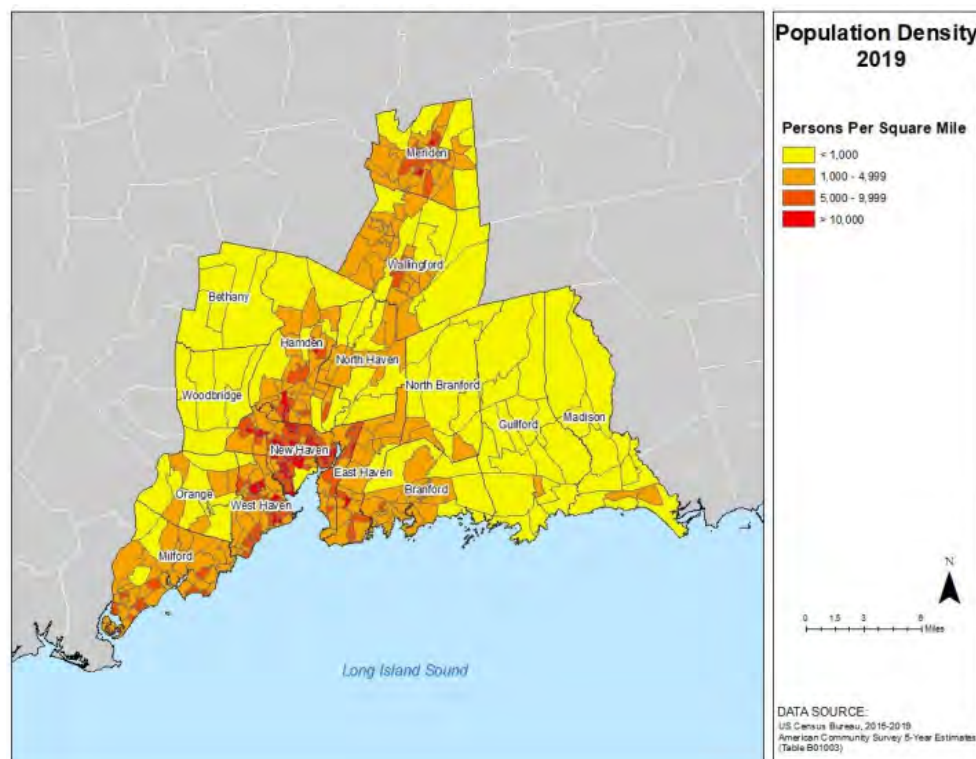 Population Density
2019
Persons Per Square Mile
< 1,000
1,000 - 4,999
5,000 - 9,999
> 10,000
Meriden
Wallingford
Bethany
Hamden
North Haven
Woodbridge
North Branford
Guilford
Madison
New Haven
East Haven
Orange
West Haven
Branford
Milford
Long Island Sound
N
0 1.5 3 6
Miles
DATA SOURCE:
US Census Bureau, 2015-2019
American Community Survey 5-Year Estimates
(Table B01003)